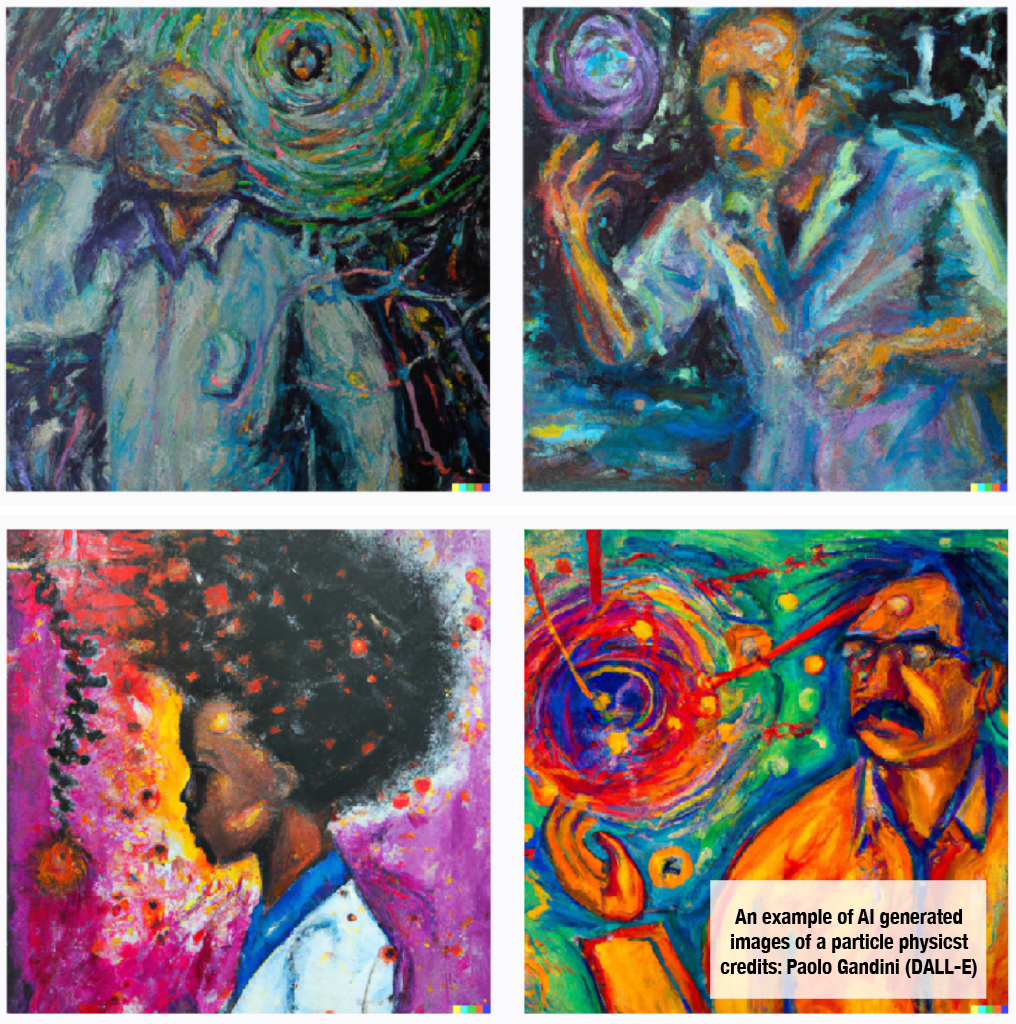 An example of AI generated
images of a particle physicst
credits: Paolo Gandini (DALL-E)